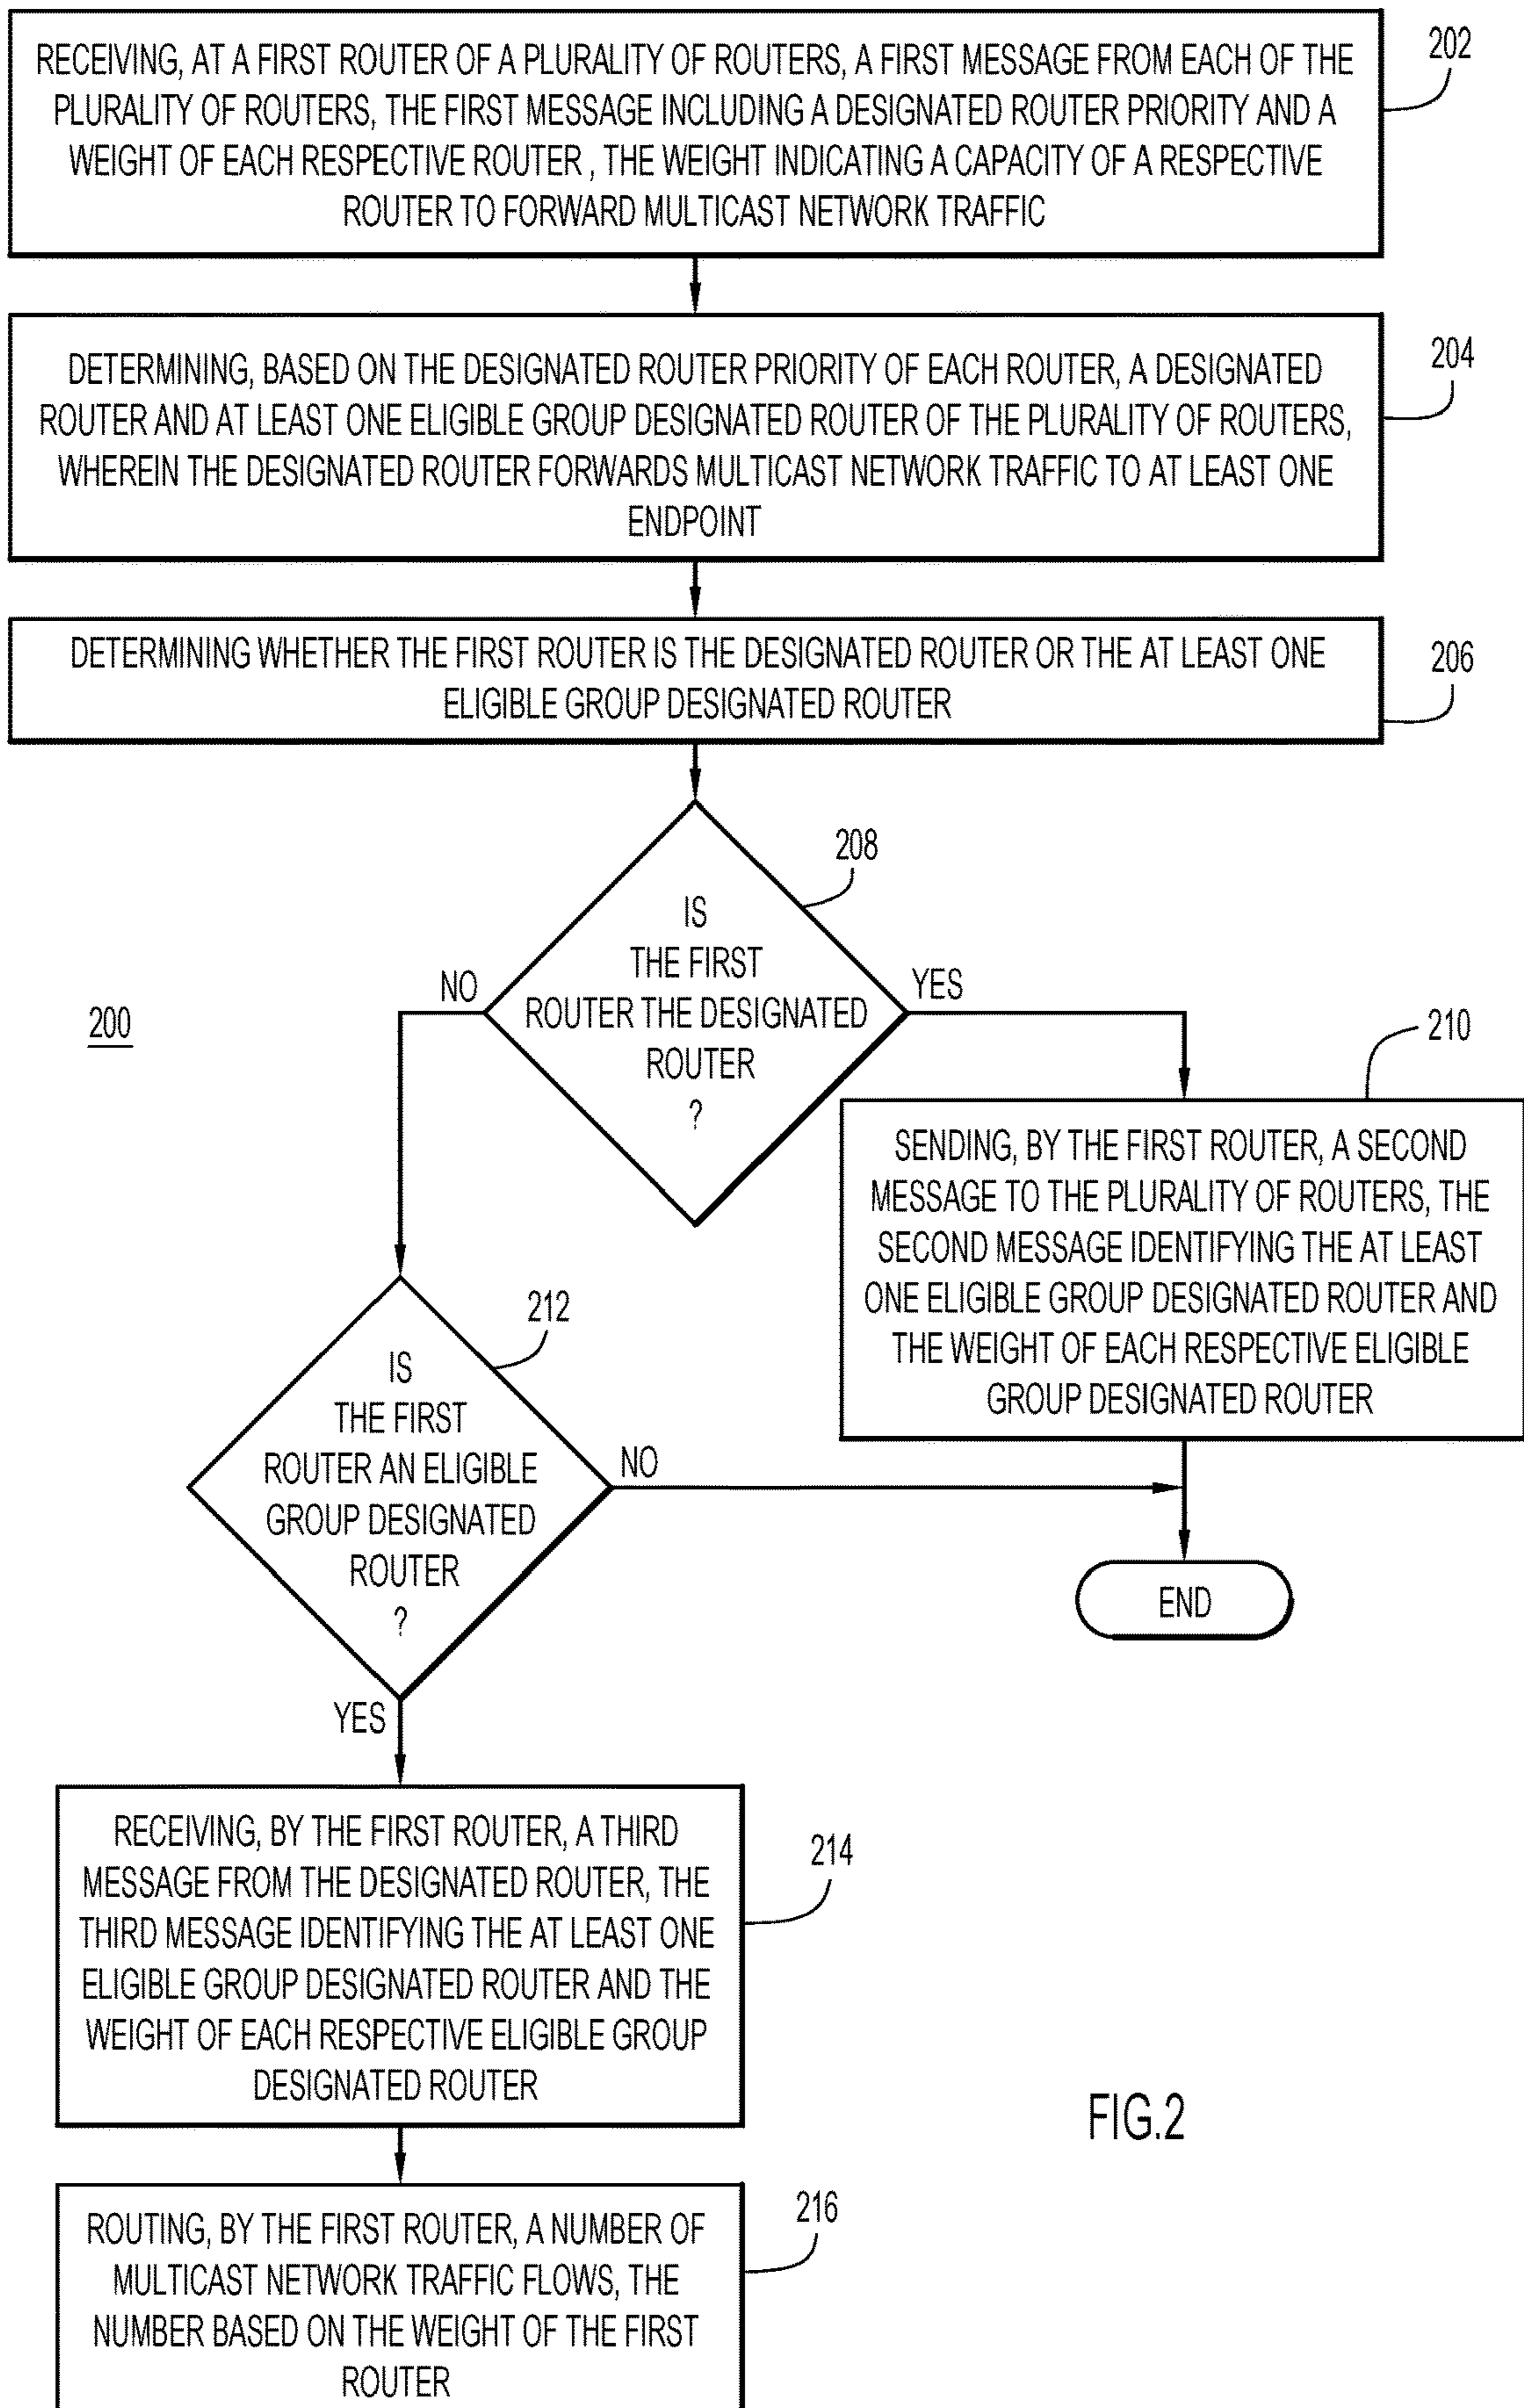 RECEIVING, AT A FIRST ROUTER OF A PLURALITY OF ROUTERS, A FIRST MESSAGE FROM EACH OF THE
PLURALITY OF ROUTERS, THE FIRST MESSAGE INCLUDING A DESIGNATED ROUTER PRIORITY AND A
WEIGHT OF EACH RESPECTIVE ROUTER , THE WEIGHT INDICATING A CAPACITY OF A RESPECTIVE
ROUTER TO FORWARD MULTICAST NETWORK TRAFFIC
202
DETERMINING, BASED ON THE DESIGNATED ROUTER PRIORITY OF EACH ROUTER, A DESIGNATED
ROUTER AND AT LEAST ONE ELIGIBLE GROUP DESIGNATED ROUTER OF THE PLURALITY OF ROUTERS,
WHEREIN THE DESIGNATED ROUTER FORWARDS MULTICAST NETWORK TRAFFIC TO AT LEAST ONE
ENDPOINT
204
DETERMINING WHETHER THE FIRST ROUTER IS THE DESIGNATED ROUTER OR THE AT LEAST ONE
ELIGIBLE GROUP DESIGNATED ROUTER
206
208
IS
THE FIRST
ROUTER THE DESIGNATED
ROUTER
?
NO
YES
200
210
SENDING, BY THE FIRST ROUTER, A SECOND
MESSAGE TO THE PLURALITY OF ROUTERS, THE
SECOND MESSAGE IDENTIFYING THE AT LEAST
ONE ELIGIBLE GROUP DESIGNATED ROUTER AND
THE WEIGHT OF EACH RESPECTIVE ELIGIBLE
GROUP DESIGNATED ROUTER
212
IS
THE FIRST
ROUTER AN ELIGIBLE
GROUP DESIGNATED
ROUTER
?
NO
END
YES
RECEIVING, BY THE FIRST ROUTER, A THIRD
MESSAGE FROM THE DESIGNATED ROUTER, THE
THIRD MESSAGE IDENTIFYING THE AT LEAST ONE
ELIGIBLE GROUP DESIGNATED ROUTER AND THE
WEIGHT OF EACH RESPECTIVE ELIGIBLE GROUP
DESIGNATED ROUTER
214
FIG.2
ROUTING, BY THE FIRST ROUTER, A NUMBER OF
MULTICAST NETWORK TRAFFIC FLOWS, THE
NUMBER BASED ON THE WEIGHT OF THE FIRST
ROUTER
216